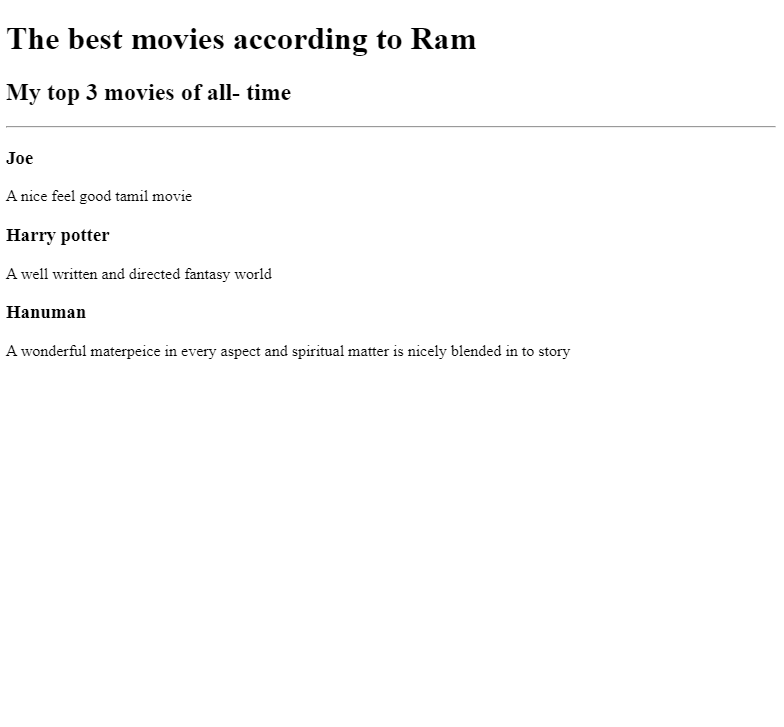 The best movies according to Ram
My top 3 movies of all- time
Joe
A nice feel good tamil movie
Harry potter
A well written and directed fantasy world
Hanuman
A wonderful materpeice in every aspect and spiritual matter is nicely blended in to story